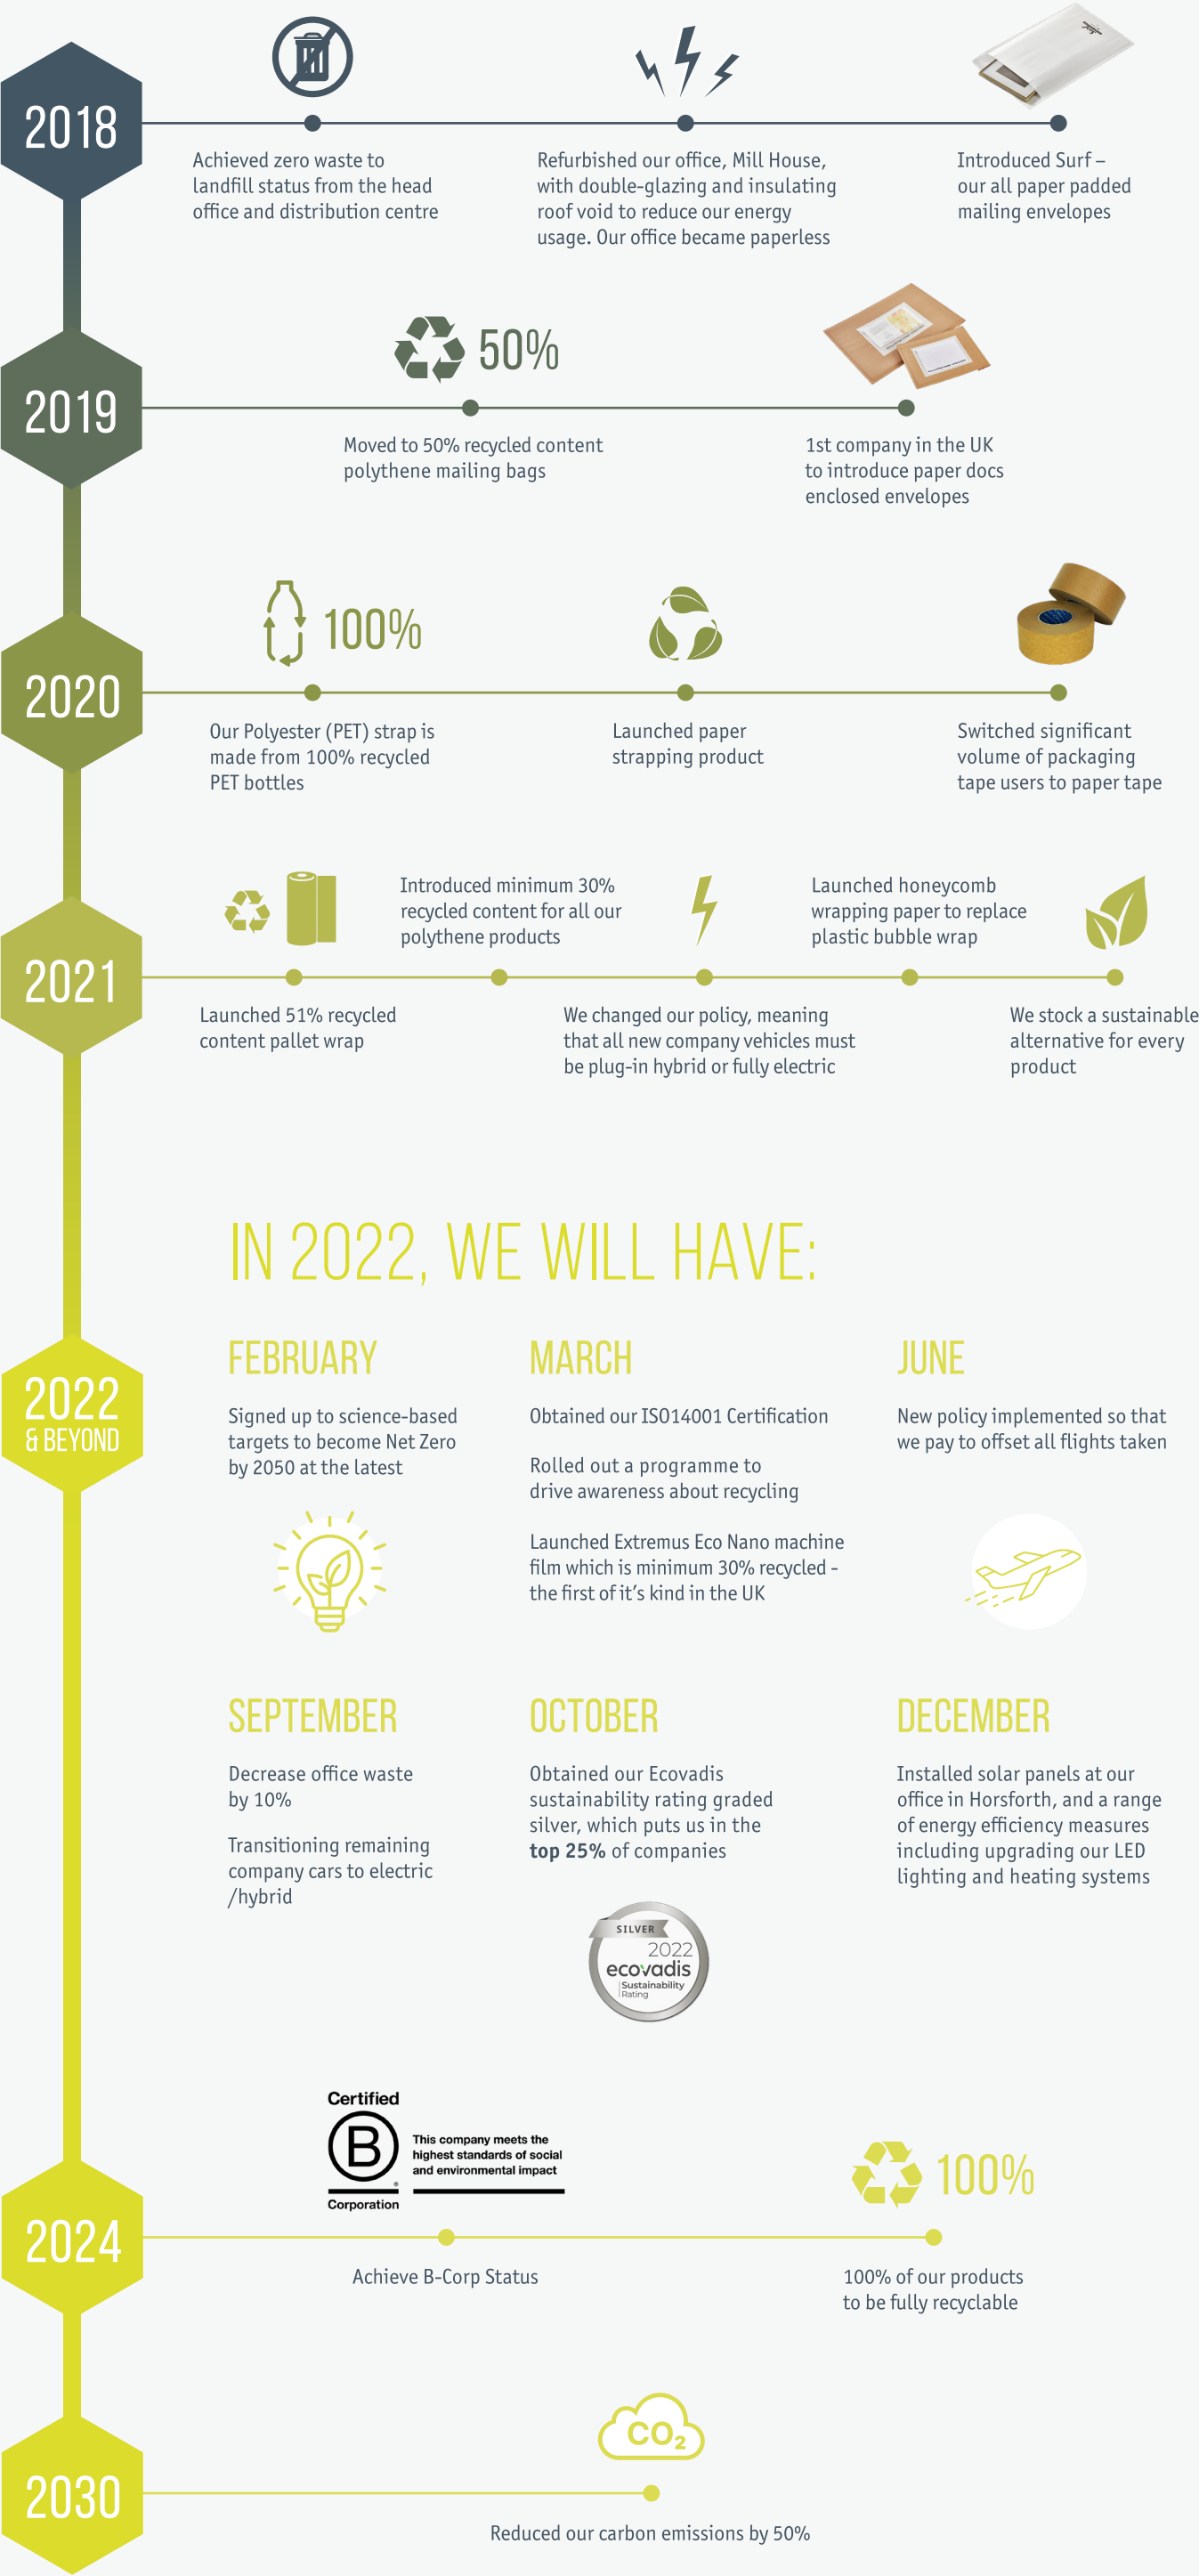 2018
Achieved zero waste to
landfill status from the head
office and distribution centre
Refurbished our office, Mill House,
with double-glazing and insulating
roof void to reduce our energy
usage. Our office became paperless
Introduced Surf –
our all paper padded
mailing envelopes
2019
50%
Moved to 50% recycled content
polythene mailing bags
1st company in the UK
to introduce paper docs
enclosed envelopes
2020
100%
Our Polyester (PET) strap is
made from 100% recycled
PET bottles
Launched paper
strapping product
Switched significant
volume of packaging
tape users to paper tape
2021
Launched 51% recycled
content pallet wrap
Introduced minimum 30%
recycled content for all our
polythene products
We changed our policy, meaning
that all new company vehicles must
be plug-in hybrid or fully electric
Launched honeycomb
wrapping paper to replace
plastic bubble wrap
We stock a sustainable
alternative for every
product
IN 2022, WE WILL HAVE:
2022
& BEYOND
FEBRUARY
Signed up to science-based
targets to become Net Zero
by 2050 at the latest
MARCH
Obtained our ISO14001 Certification
Rolled out a programme to
drive awareness about recycling
Launched Extremus Eco Nano machine
film which is minimum 30% recycled -
the first of it’s kind in the UK
JUNE
New policy implemented so that
we pay to offset all flights taken
SEPTEMBER
Decrease office waste
by 10%
Transitioning remaining
company cars to electric
/hybrid
OCTOBER
Obtained our Ecovadis
sustainability rating graded
silver, which puts us in the
top 25% of companies
SILVER
2022
ecovadis
Sustainability
Rating
DECEMBER
Installed solar panels at our
office in Horsforth, and a range
of energy efficiency measures
including upgrading our LED
lighting and heating systems
2024
Certified
B
®
Corporation
This company meets the
highest standards of social
and environmental impact
Achieve B-Corp Status
100%
100% of our products
to be fully recyclable
2030
CO2
Reduced our carbon emissions by 50%